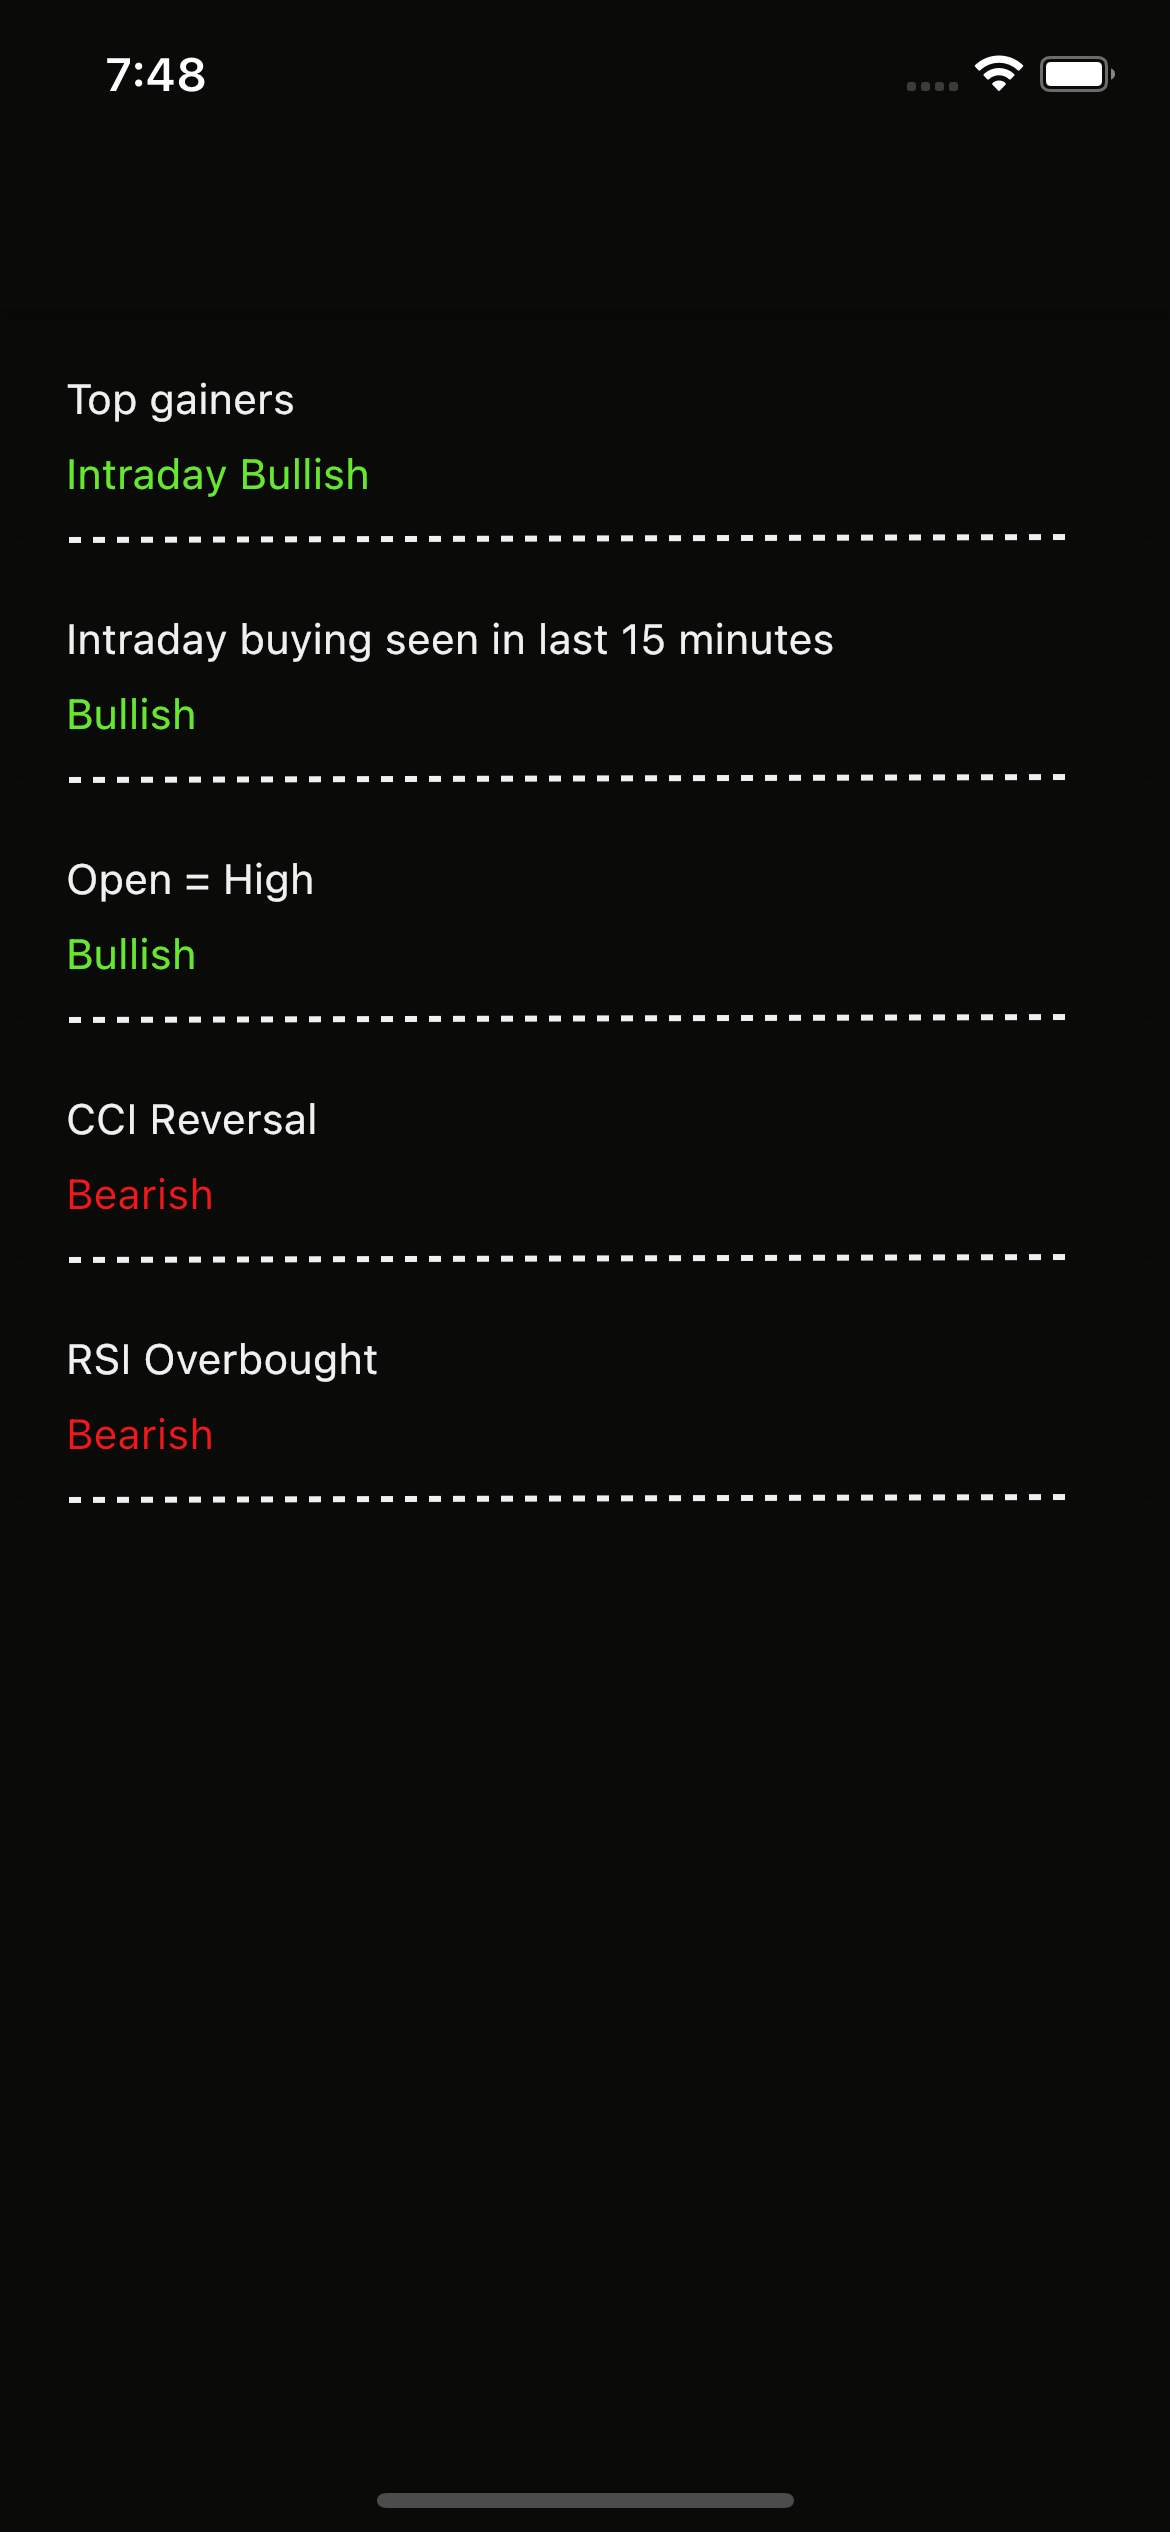 7:48
Top gainers
Intraday Bullish
Intraday buying seen in last 15 minutes
Bullish
Open = High
Bullish
CCI Reversal
Bearish
RSI Overbought
Bearish